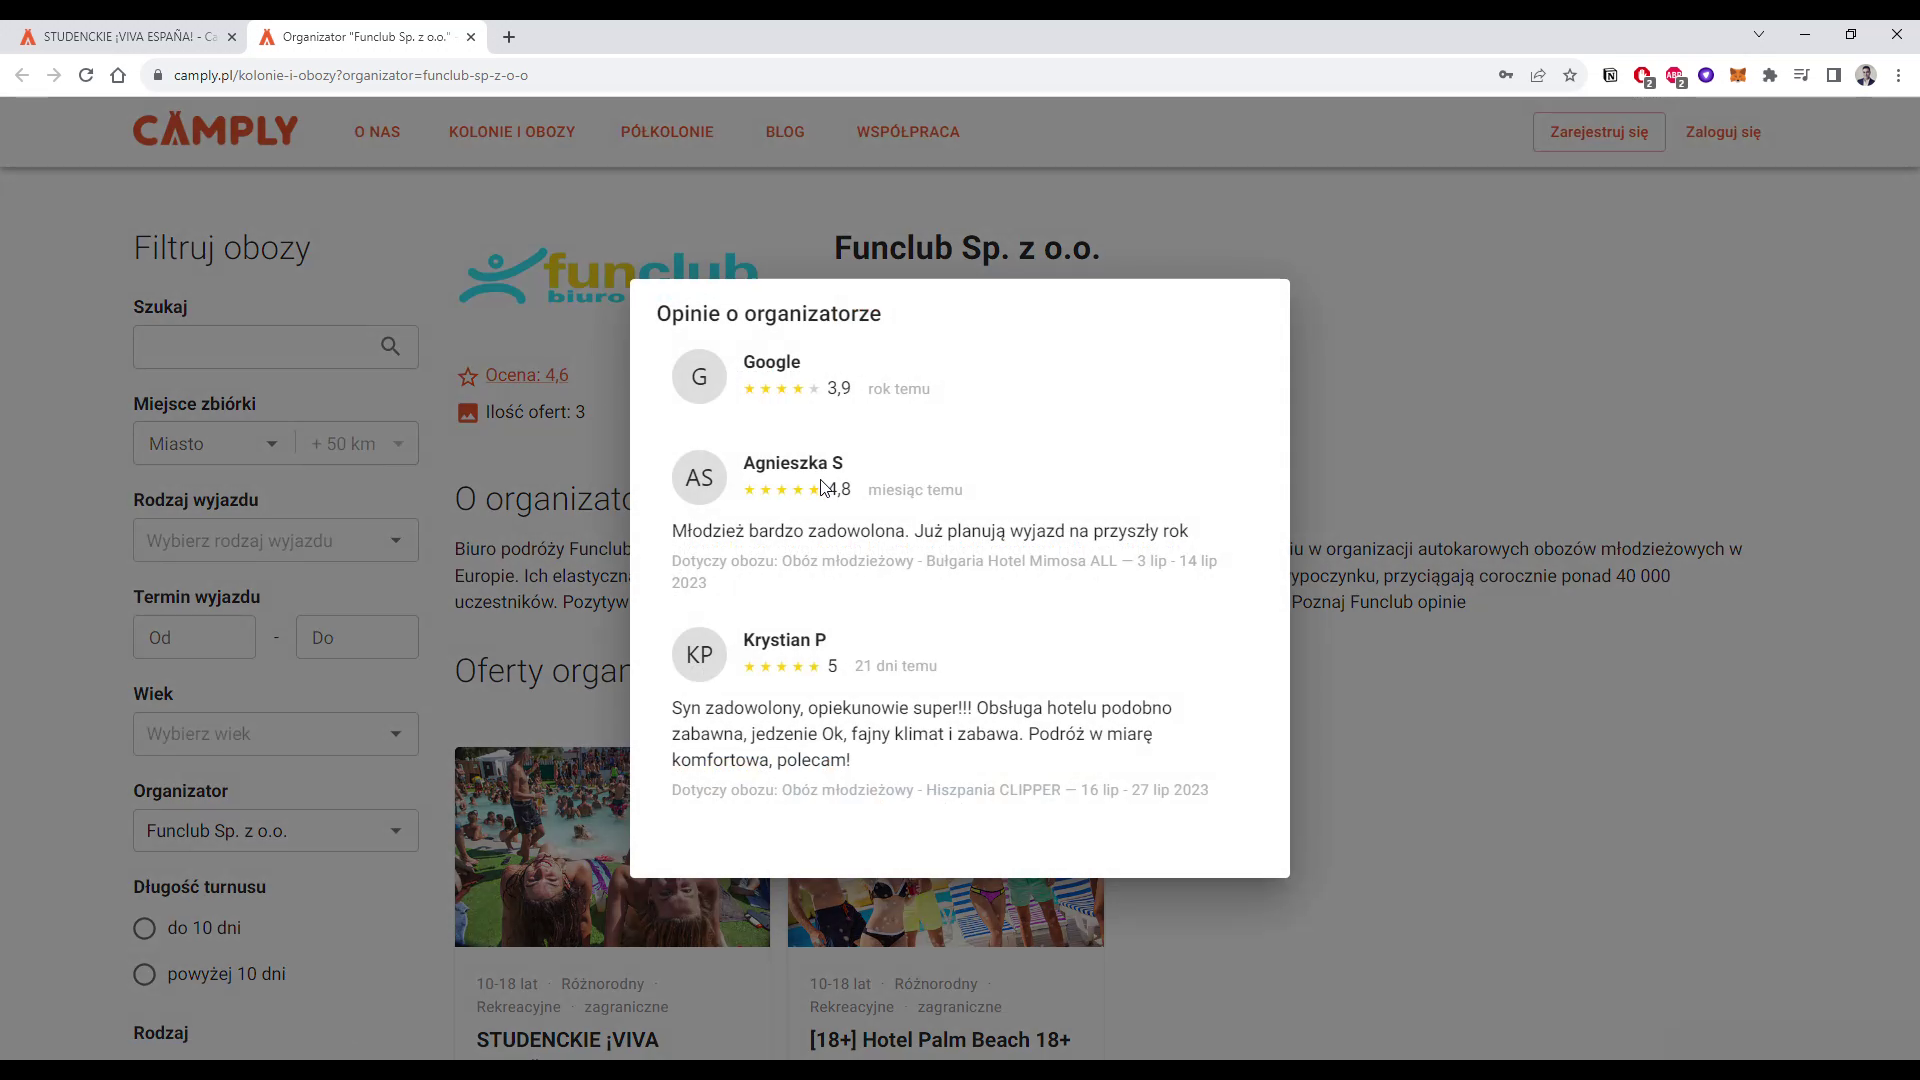 STUDENCKIE ¡VIVA ESPAÑA! - Ca
Organizator "Funclub Sp. z o.o." -
camply.pl/kolonie-i-obozy?organizator=funclub-sp-z-o-o
ABP
2
2
CAMPLY
O NAS
KOLONIE I OBOZY
PÓŁKOLONIE
BLOG
WSPÓŁPRACA
Zarejestruj się
Zaloguj się
Filtruj obozy
Szukaj
Miejsce zbiórki
Miasto
+ 50 km
Rodzaj wyjazdu
Wybierz rodzaj wyjazdu
Termin wyjazdu
Od
-
Do
Wiek
Wybierz wiek
Organizator
Funclub Sp. z o.o.
Długość turnusu
do 10 dni
powyżej 10 dni
Rodzaj
funclub
biuro
Funclub Sp. z o.o.
Ocena: 4,6
Ilość ofert: 3
Biuro podróży Funclub
iu w organizacji autokarowych obozów młodzieżowych w
Europie. Ich elastyczna
ypoczynku, przyciągają corocznie ponad 40 000
uczestników. Pozytyw
Poznaj Funclub opinie
O organizato
Oferty organ
Opinie o organizatorze
G
Google
3,9 rok temu
AS
Agnieszka S
4,8 miesiąc temu
Młodzież bardzo zadowolona. Już planują wyjazd na przyszły rok
Dotyczy obozu: Obóz młodzieżowy - Bułgaria Hotel Mimosa ALL — 3 lip - 14 lip
2023
KP
Krystian P
5 21 dni temu
Syn zadowolony, opiekunowie super!!! Obsługa hotelu podobno
zabawna, jedzenie Ok, fajny klimat i zabawa. Podróż w miarę
komfortowa, polecam!
Dotyczy obozu: Obóz młodzieżowy - Hiszpania CLIPPER — 16 lip - 27 lip 2023
10-18 lat · Różnorodny ·
Rekreacyjne · zagraniczne
STUDENCKIE ¡VIVA
10-18 lat · Różnorodny ·
Rekreacyjne · zagraniczne
[18+] Hotel Palm Beach 18+